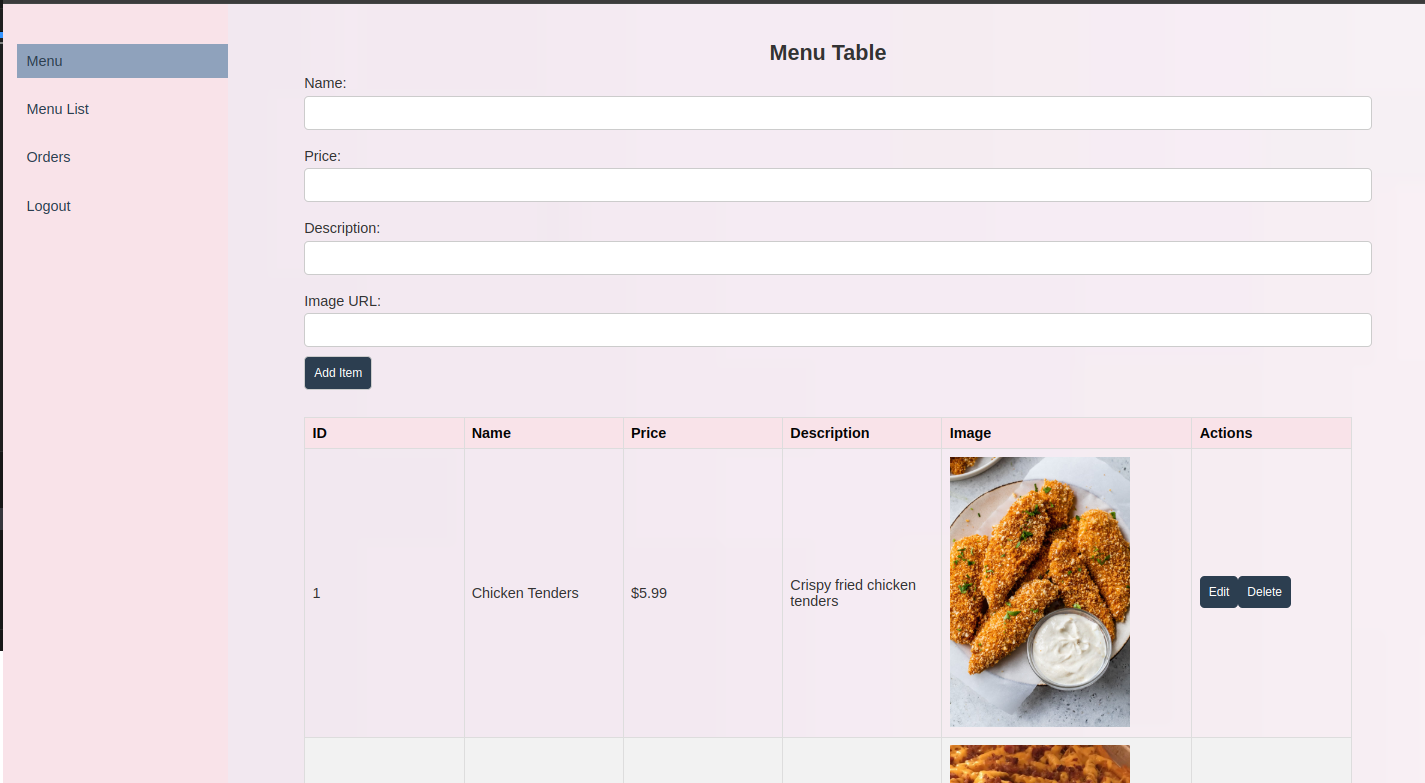 Menu
Menu List
Orders
Logout
Menu Table
Name:
Price:
Description:
Image URL:
Add Item
ID Name Price Description Image Actions
1 Chicken Tenders $5.99 Crispy fried chicken
tenders Edit Delete